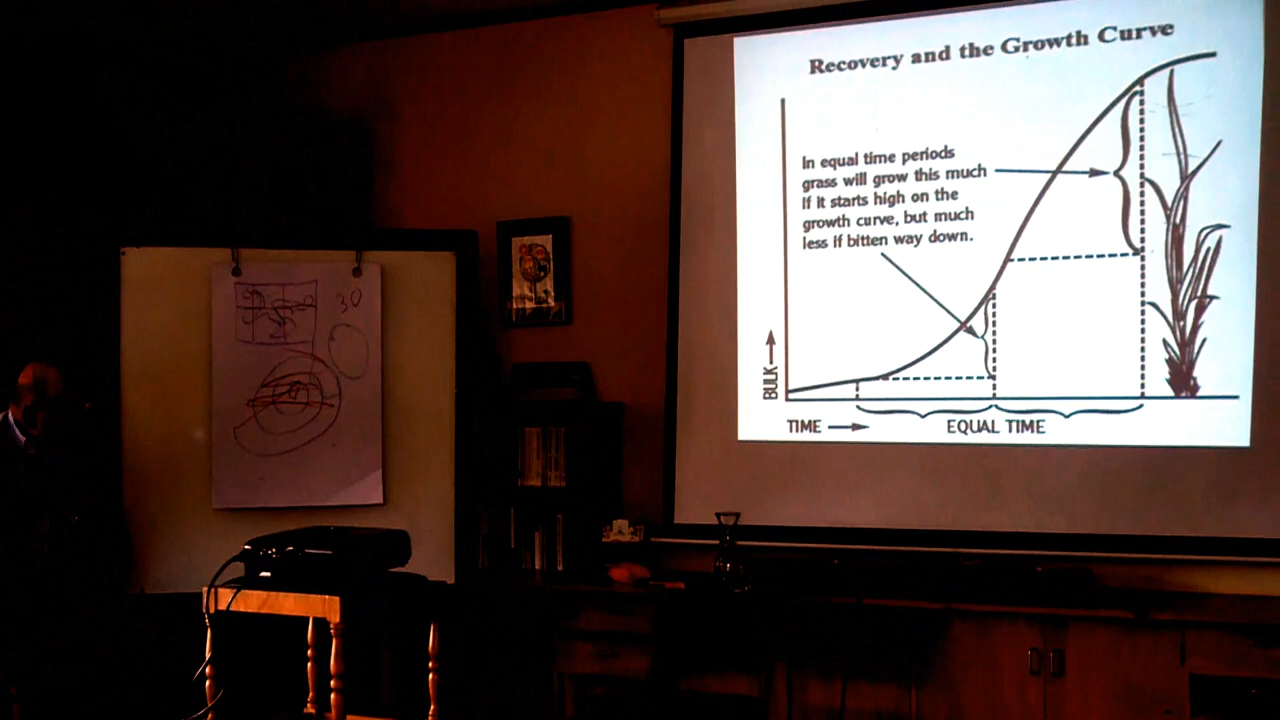 Recovery and the Growth Curve
In equal time periods
grass will grow this much
if it starts high on the
growth curve, but much
less if bitten way down.
BULK
TIME
EQUAL TIME
30